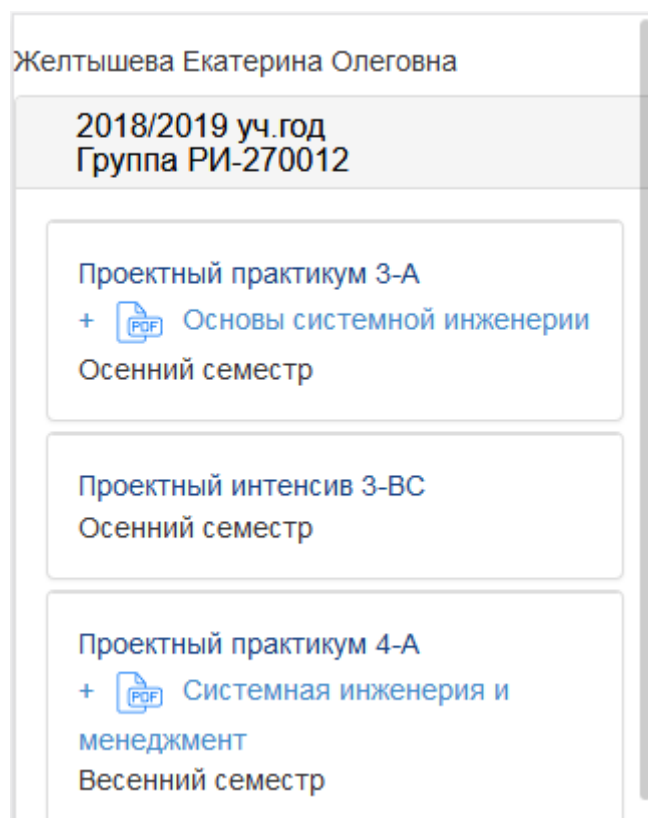 Желтышева Екатерина Олеговна
2018/2019 уч.год
Группа РИ-270012
Проектный практикум 3-А
+ PDF Основы системной инженерии
Осенний семестр
Проектный интенсив 3-ВС
Осенний семестр
Проектный практикум 4-А
+ PDF Системная инженерия и
менеджмент
Весенний семестр